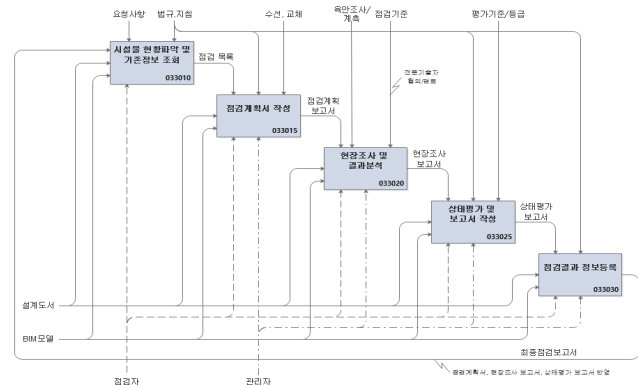 요청사항
법규,지침
수선, 교체
육안조사/
계측
점검기준
평가기준/등급
시설물 현황파악 및
기존정보 조회
033010
점검 목록
전문기술자
협의/검토
점검계획서 작성
033015
점검계획
보고서
현장조사 및
결과분석
033020
현장조사
보고서
상태평가 및
보고서 작성
033025
상태평가
보고서
점검결과 정보등록
033030
설계도서
BIM모델
최종점검보고서
점검계획서, 현장조사 보고서, 상태평가 보고서 반영
점검자
관리자